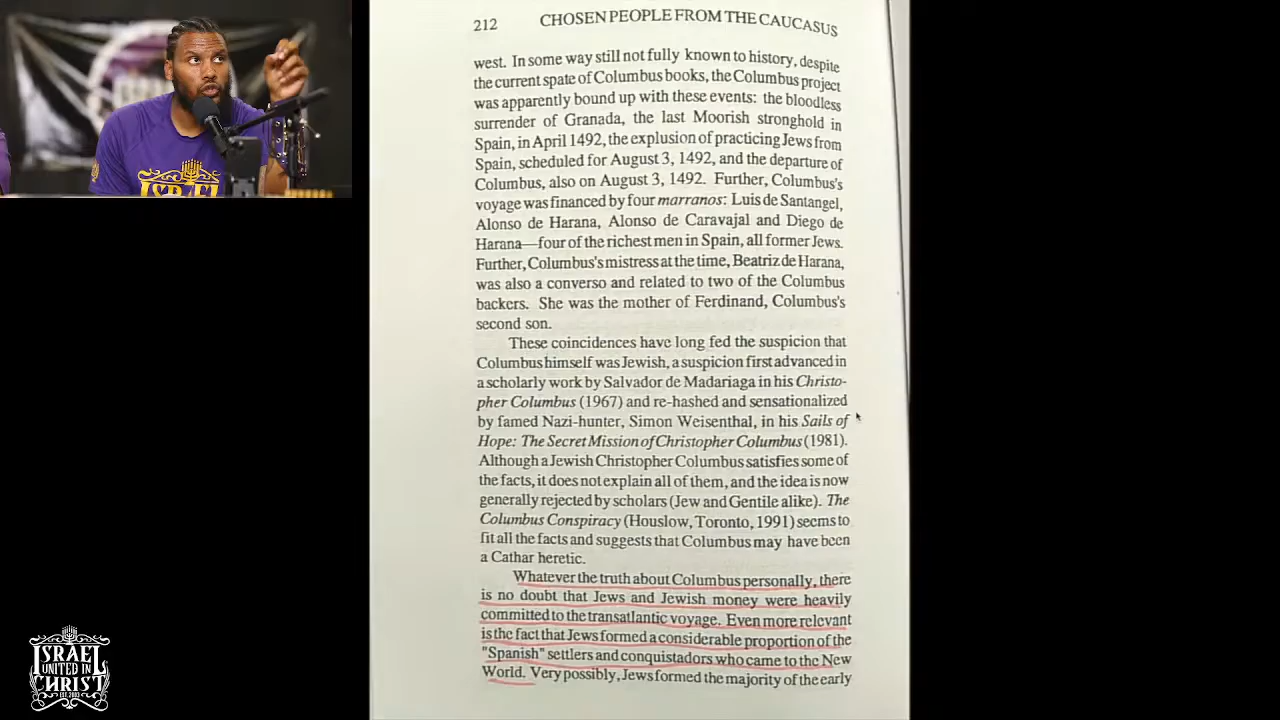 ISRAEL
212 CHOSEN PEOPLE FROM THE CAUCASUS
west. In some way still not fully known to history, despite
the current spate of Columbus books, the Columbus project
was apparently bound up with these events: the bloodless
surrender of Granada, the last Moorish stronghold in
Spain, in April 1492, the explusion of practicing Jews from
Spain, scheduled for August 3, 1492, and the departure of
Columbus, also on August 3, 1492. Further, Columbus's
voyage was financed by four marranos: Luis de Santangel,
Alonso de Harana, Alonso de Caravajal and Diego de
Harana—four of the richest men in Spain, all former Jews.
Further, Columbus's mistress at the time, Beatriz de Harana,
was also a converso and related to two of the Columbus
backers. She was the mother of Ferdinand, Columbus's
second son.
These coincidences have long fed the suspicion that
Columbus himself was Jewish, a suspicion first advanced in
a scholarly work by Salvador de Madariaga in his Christo-
pher Columbus (1967) and re-hashed and sensationalized
by famed Nazi-hunter, Simon Weisenthal, in his Sails of
Hope: The Secret Mission of Christopher Columbus (1981).
Although a Jewish Christopher Columbus satisfies some of
the facts, it does not explain all of them, and the idea is now
generally rejected by scholars (Jew and Gentile alike). The
Columbus Conspiracy (Houslow, Toronto, 1991) seems to
fit all the facts and suggests that Columbus may have been
a Cathar heretic.
Whatever the truth about Columbus personally, there
is no doubt that Jews and Jewish money were heavily
committed to the transatlantic voyage. Even more relevant
is the fact that Jews formed a considerable proportion of the
"Spanish" settlers and conquistadors who came to the New
World. Very possibly, Jews formed the majority of the early
ISRAEL
UNITED IN
CHRIST
EST. 2003